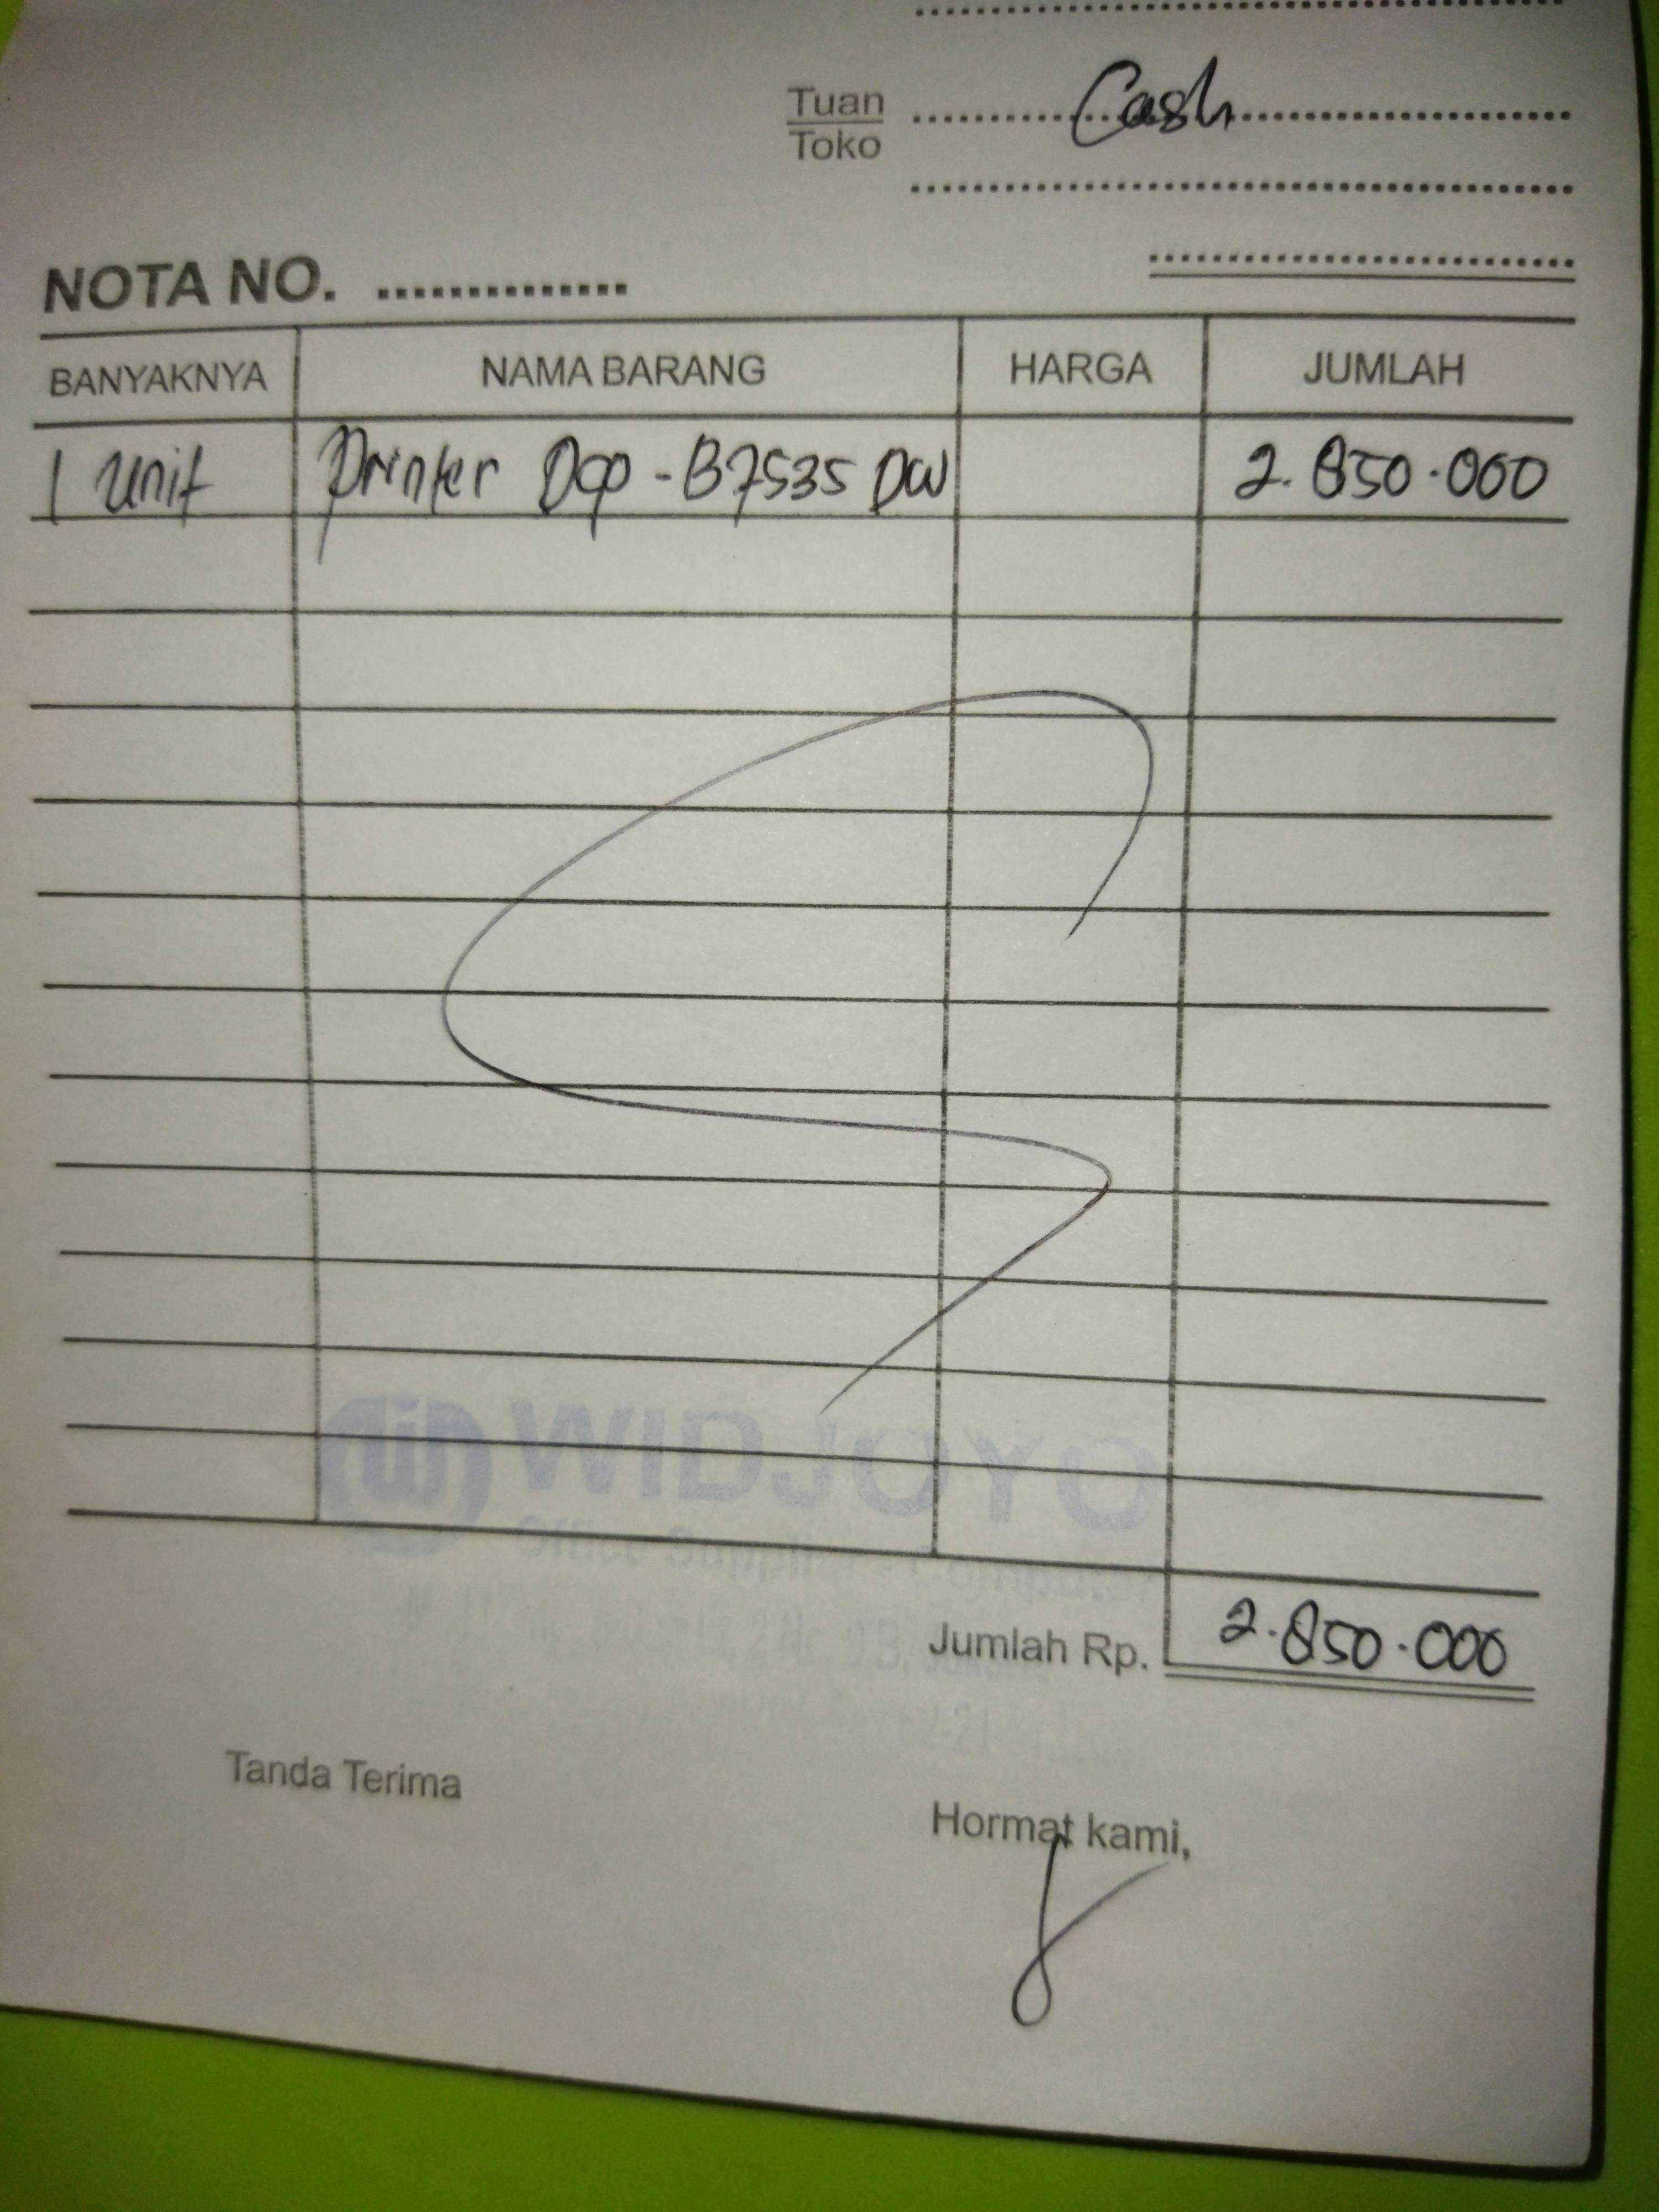 Tuan Cash
Toko
NOTA NO.
BANYAKNYA NAMA BARANG HARGA JUMLAH
1 Unit Printer Dcp-B7535 DW 2.850.000
WIDJOYO
Office
Jumlah Rp. 2.850.000
Tanda Terima
Hormat kami,